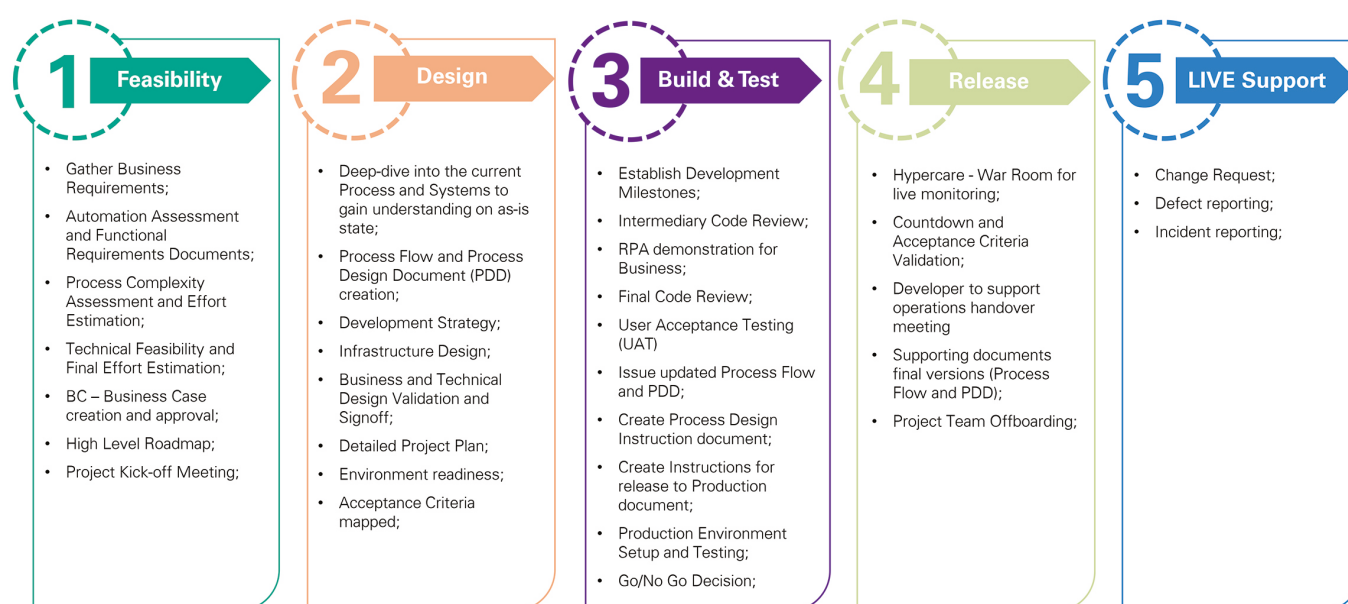 1
Feasibility
• Gather Business
Requirements;
• Automation Assessment
and Functional
Requirements Documents;
• Process Complexity
Assessment and Effort
Estimation;
• Technical Feasibility and
Final Effort Estimation;
• BC – Business Case
creation and approval;
• High Level Roadmap;
• Project Kick-off Meeting;
2
Design
• Deep-dive into the current
Process and Systems to
gain understanding on as-is
state;
• Process Flow and Process
Design Document (PDD)
creation;
• Development Strategy;
• Infrastructure Design;
• Business and Technical
Design Validation and
Signoff;
• Detailed Project Plan;
• Environment readiness;
• Acceptance Criteria
mapped;
3
Build & Test
• Establish Development
Milestones;
• Intermediary Code Review;
• RPA demonstration for
Business;
• Final Code Review;
• User Acceptance Testing
(UAT)
• Issue updated Process Flow
and PDD;
• Create Process Design
Instruction document;
• Create Instructions for
release to Production
document;
• Production Environment
Setup and Testing;
• Go/No Go Decision;
4
Release
• Hypercare - War Room for
live monitoring;
• Countdown and
Acceptance Criteria
Validation;
• Developer to support
operations handover
meeting
• Supporting documents
final versions (Process
Flow and PDD);
• Project Team Offboarding;
5
LIVE Support
• Change Request;
• Defect reporting;
• Incident reporting;